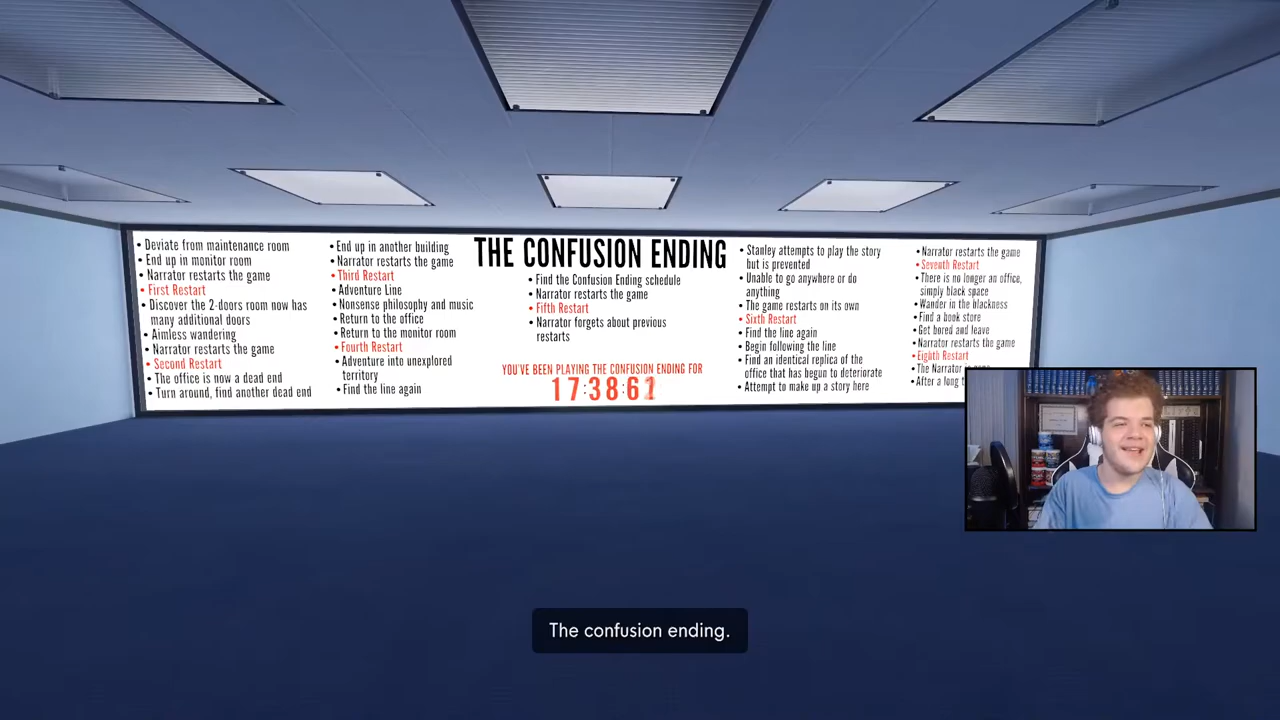 • Deviate from maintenance room
• End up in monitor room
• Narrator restarts the game
• First Restart
• Discover the 2-doors room now has
many additional doors
• Aimless wandering
• Narrator restarts the game
• Second Restart
• The office is now a dead end
• Turn around, find another dead end
• End up in another building
• Narrator restarts the game
• Third Restart
• Adventure Line
• Nonsense philosophy and music
• Return to the office
• Return to the monitor room
• Fourth Restart
• Adventure into unexplored
territory
• Find the line again
THE CONFUSION ENDING
• Find the Confusion Ending schedule
• Narrator restarts the game
• Fifth Restart
• Narrator forgets about previous
restarts
YOU'VE BEEN PLAYING THE CONFUSION ENDING FOR
17:38:6
• Stanley attempts to play the story
but is prevented
• Unable to go anywhere or do
anything
• The game restarts on its own
• Sixth Restart
• Find the line again
• Begin following the line
• Find an identical replica of the
office that has begun to deteriorate
• Attempt to make up a story here
• Narrator restarts the game
• Seventh Restart
• There is no longer an office,
simply black space
• Wander in the blackness
• Find a book store
• Get bored and leave
• Narrator restarts the game
• Eighth Restart
• The Narrator
• After a long
The confusion ending.